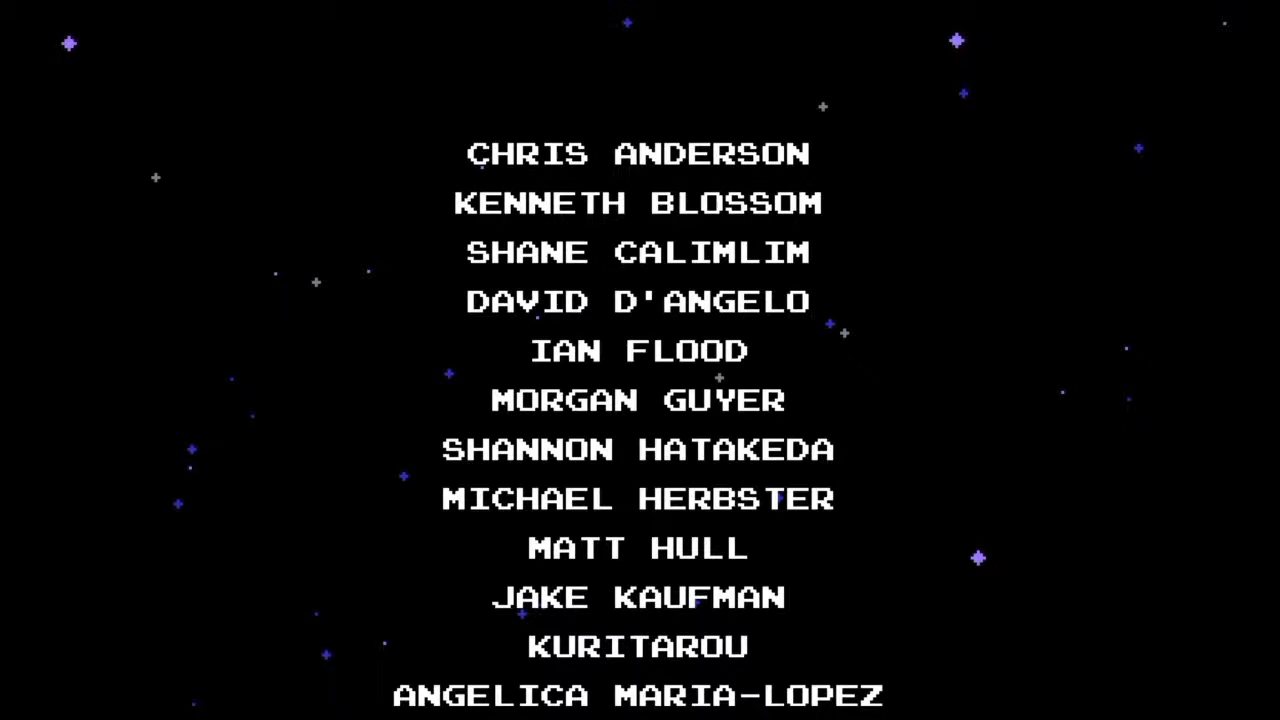 CHRIS ANDERSON
KENNETH BLOSSOM
SHANE CALIMLIM
DAVID D'ANGELO
IAN FLOOD
MORGAN GUYER
SHANNON HATAKEDA
MICHAEL HERBSTER
MATT HULL
JAKE KAUFMAN
KURITAROU
ANGELICA MARIA-LOPEZ